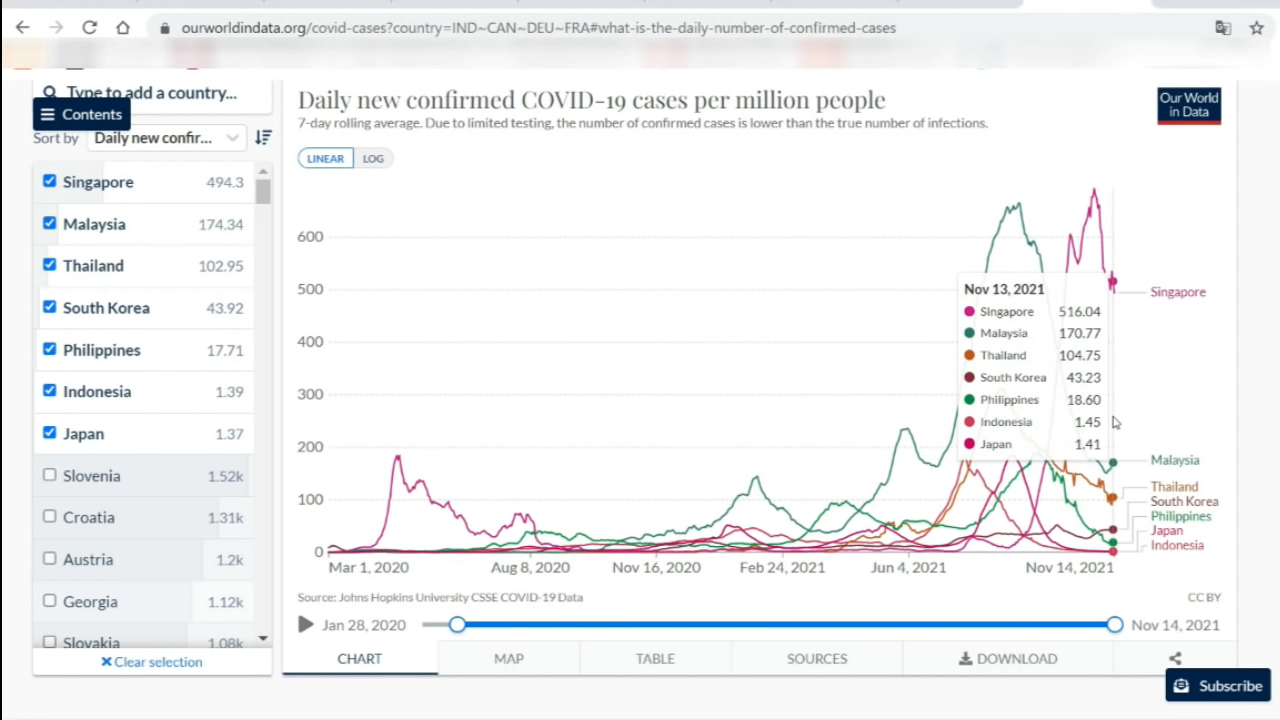 ourworldindata.org/covid-cases?country=IND~CAN~DEU~FRA#what-is-the-daily-number-of-confirmed-cases
Type to add a country...
Contents
Sort by Daily new confir...
Singapore 494.3
Malaysia 174.34
Thailand 102.95
South Korea 43.92
Philippines 17.71
Indonesia 1.39
Japan 1.37
Slovenia 1.52k
Croatia 1.31k
Austria 1.2k
Georgia 1.12k
Slovakia 1.08k
Clear selection
Daily new confirmed COVID-19 cases per million people
7-day rolling average. Due to limited testing, the number of confirmed cases is lower than the true number of infections.
Our World
in Data
LINEAR LOG
600
500
400
300
200
100
0
Nov 13, 2021
Singapore 516.04
Malaysia 170.77
Thailand 104.75
South Korea 43.23
Philippines 18.60
Indonesia 1.45
Japan 1.41
Singapore
Malaysia
Thailand
South Korea
Philippines
Japan
Indonesia
Mar 1, 2020 Aug 8, 2020 Nov 16, 2020 Feb 24, 2021 Jun 4, 2021 Nov 14, 2021
Source: Johns Hopkins University CSSE COVID-19 Data CC BY
Jan 28, 2020 Nov 14, 2021
CHART MAP TABLE SOURCES DOWNLOAD
Subscribe